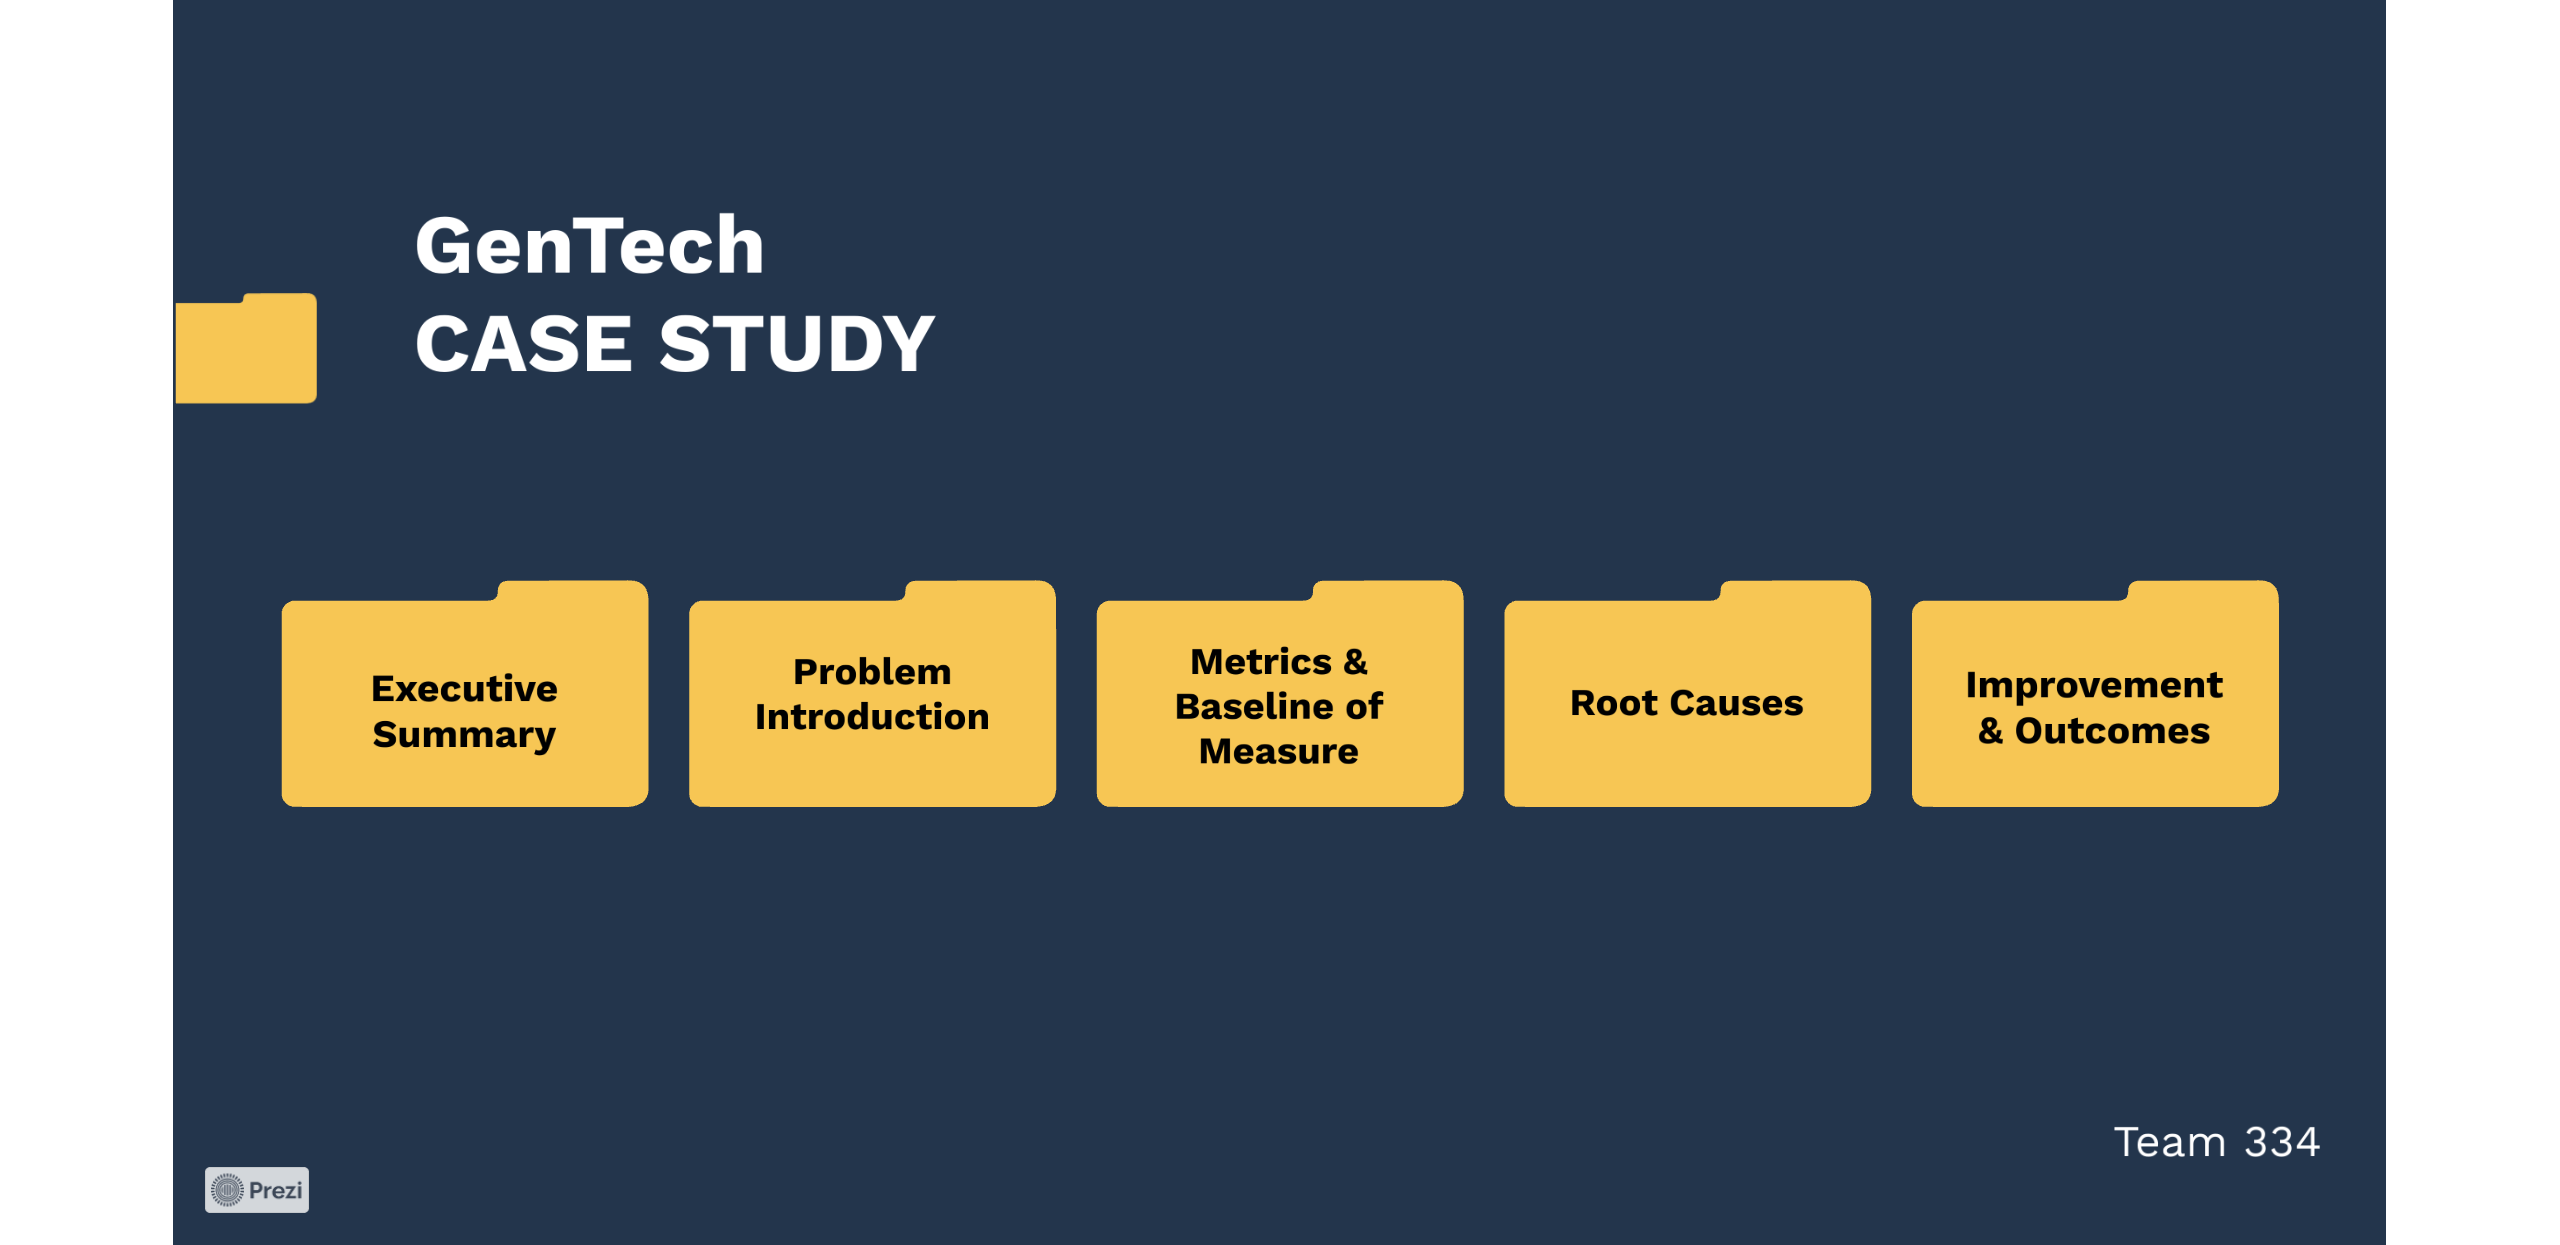 GenTech
CASE STUDY
Executive
Summary
Problem
Introduction
Metrics &
Baseline of
Measure
Root Causes
Improvement
& Outcomes
Team 334
Prezi